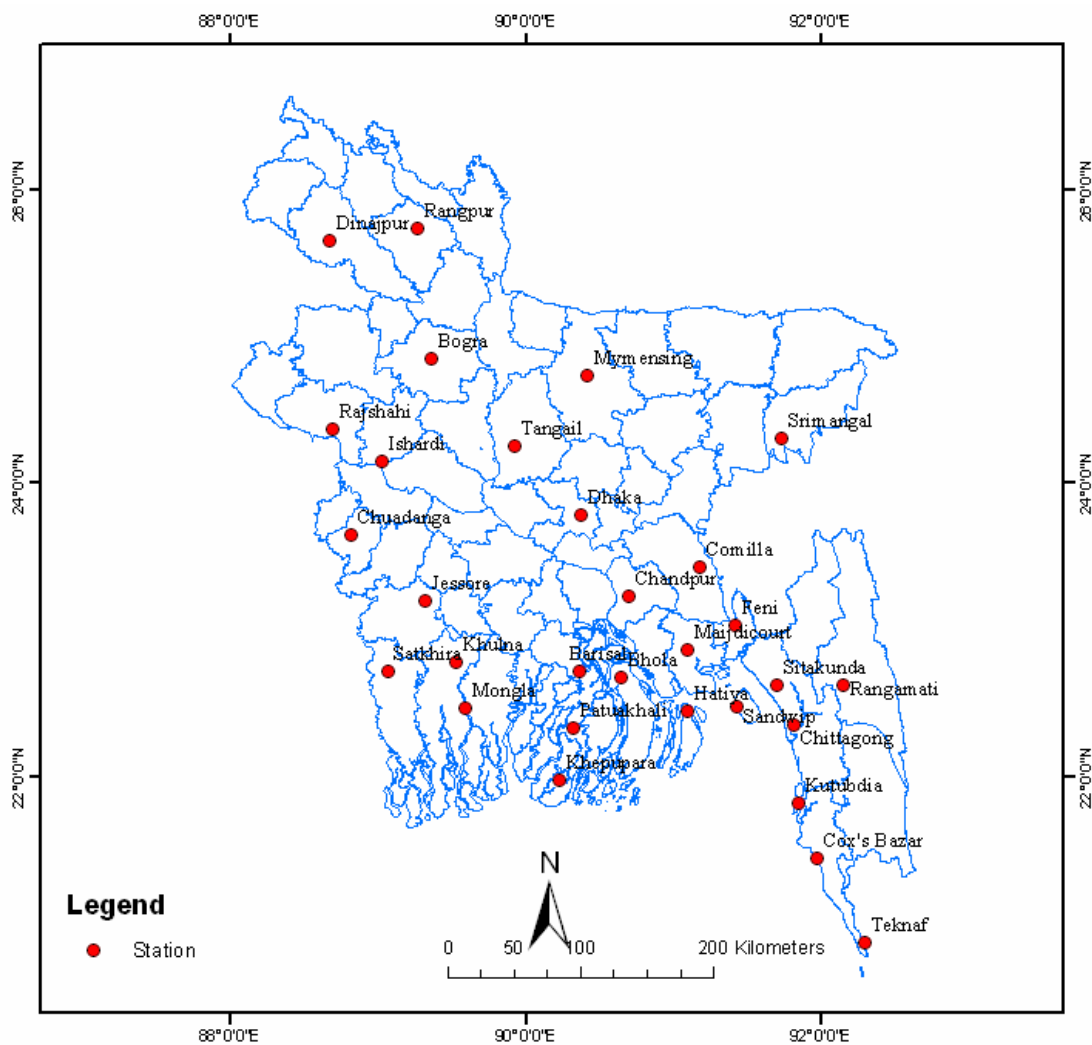 88°0'0"E 90°0'0"E 92°0'0"E
26°0'0"N
26°0'0"N
Rangpur
Dinajpur
Bogra
Mymensing
Rajshahi
Srimangal
Tangail
Ishardi
24°0'0"N
24°0'0"N
Dhaka
Chuadanga
Comilla
Chandpur
Jessore
Feni
Maijdicourt
Khulna
Satkhira
Barisal
Bhola
Sitakunda
Rangamati
Mongla
Hatiya
Patuakhali
Sandwip
Chittagong
Khepupara
22°0'0"N
22°0'0"N
Kutubdia
Cox's Bazar
N
Legend
Station
Teknaf
0 50 100 200 Kilometers
88°0'0"E 90°0'0"E 92°0'0"E